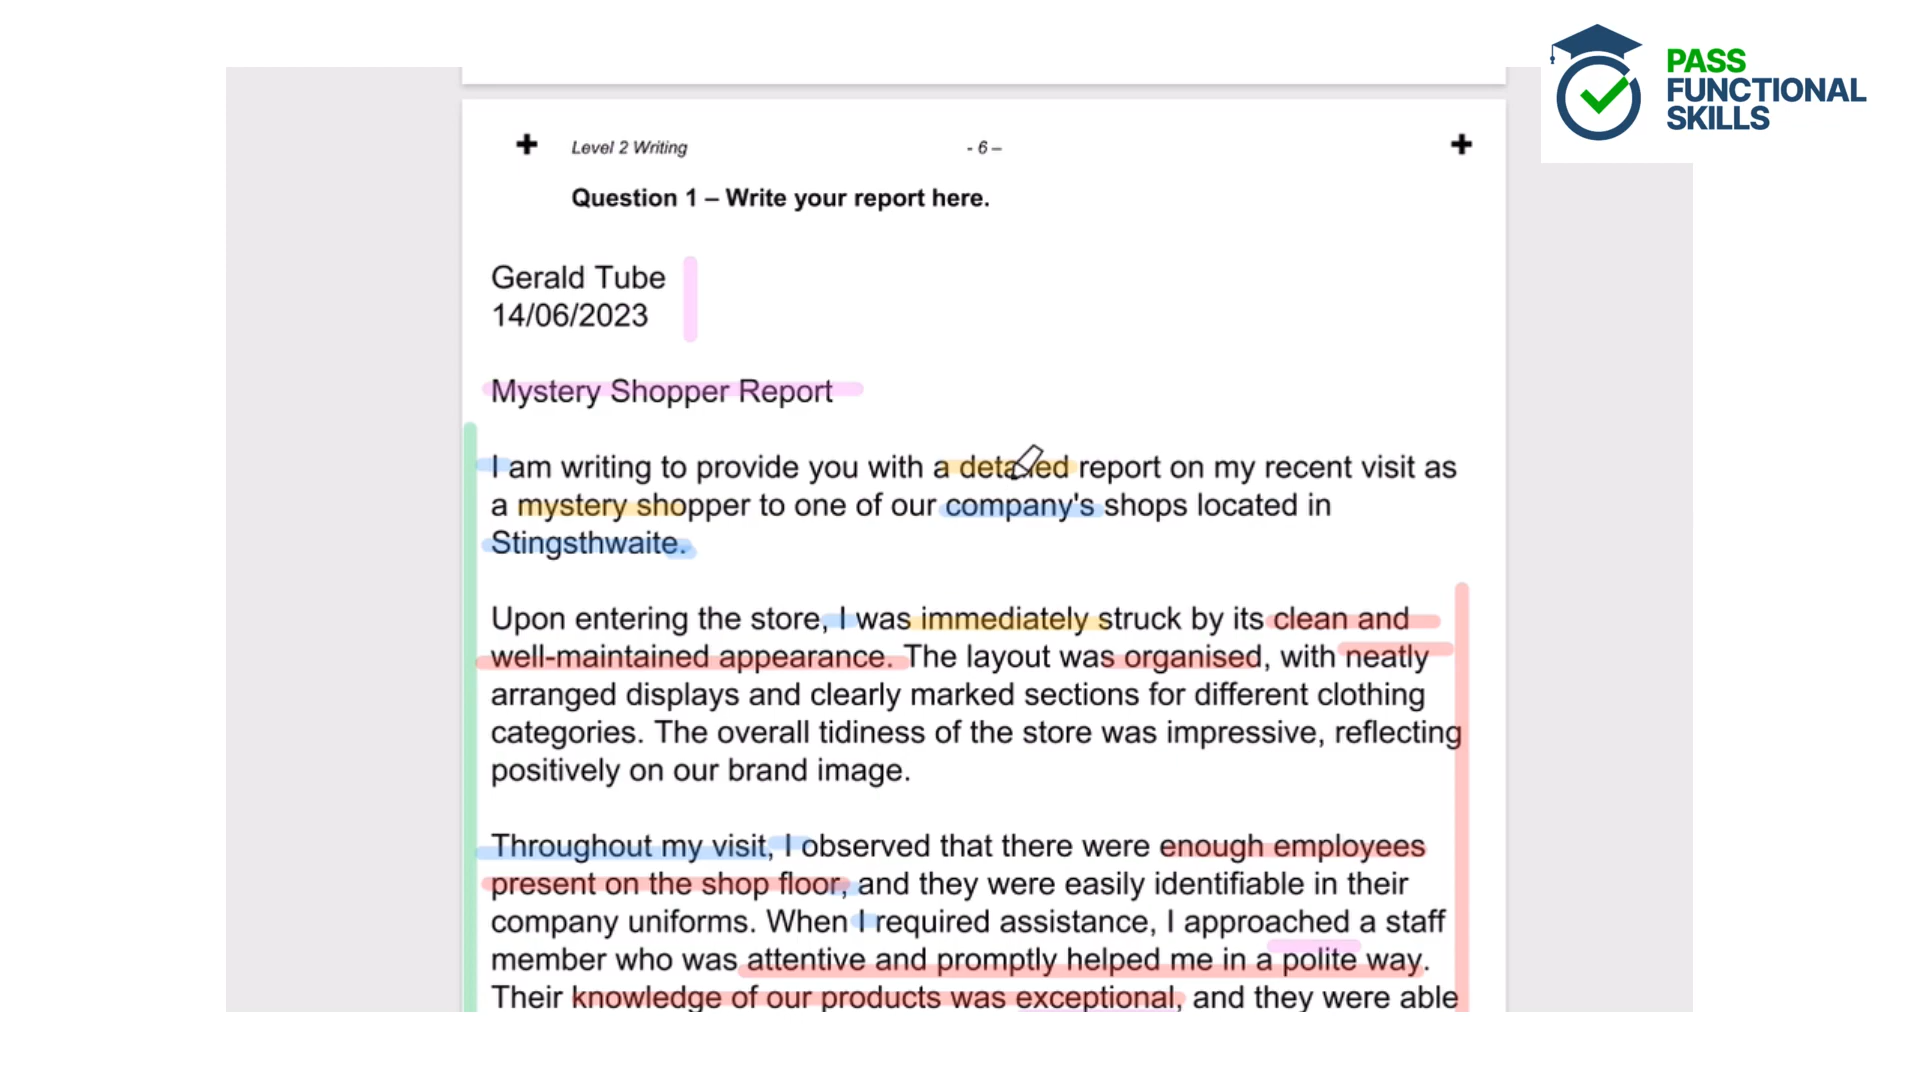 PASS
FUNCTIONAL
SKILLS
Level 2 Writing - 6 –
Question 1 – Write your report here.
Gerald Tube
14/06/2023
Mystery Shopper Report
I am writing to provide you with a detailed report on my recent visit as
a mystery shopper to one of our company's shops located in
Stingsthwaite.
Upon entering the store, I was immediately struck by its clean and
well-maintained appearance. The layout was organised, with neatly
arranged displays and clearly marked sections for different clothing
categories. The overall tidiness of the store was impressive, reflecting
positively on our brand image.
Throughout my visit, I observed that there were enough employees
present on the shop floor, and they were easily identifiable in their
company uniforms. When I required assistance, I approached a staff
member who was attentive and promptly helped me in a polite way.
Their knowledge of our products was exceptional, and they were able